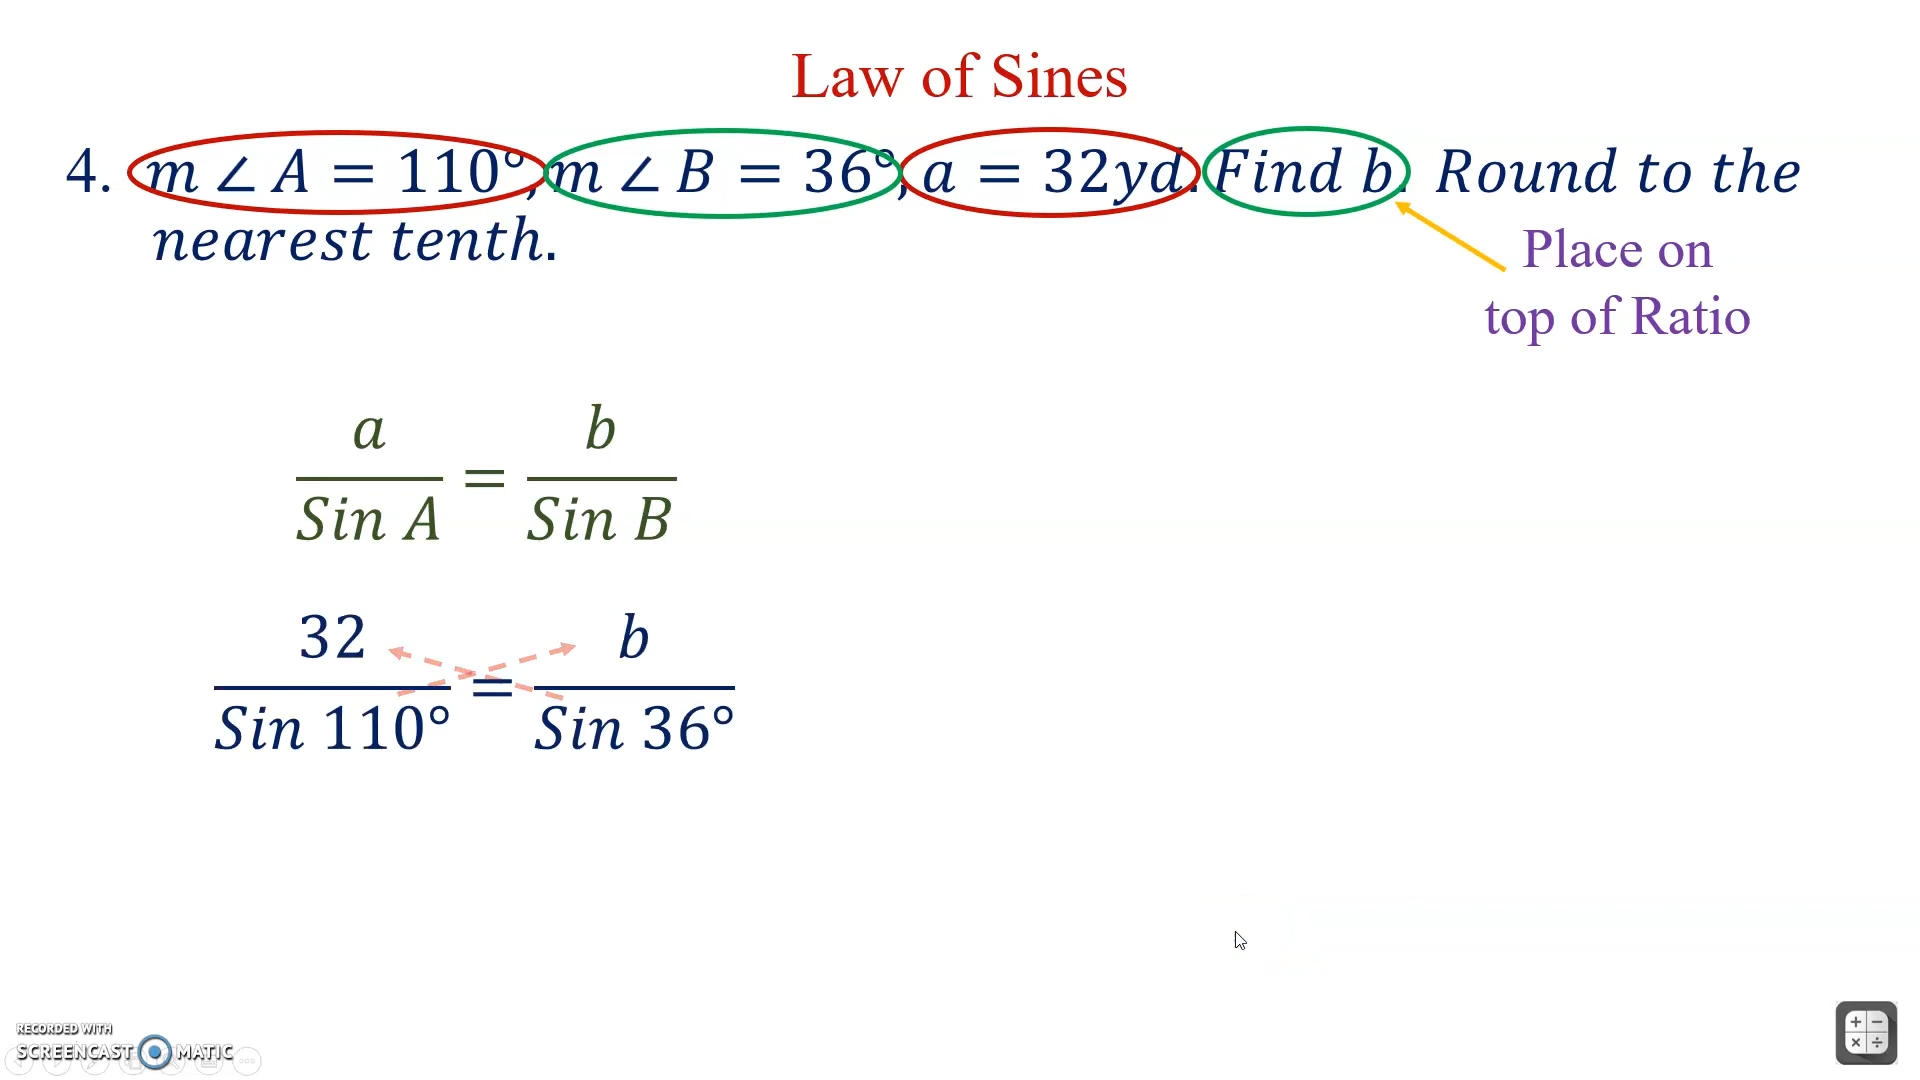 Law of Sines
4. m∠A = 110°, m∠B = 36°, a = 32yd. Find b. Round to the
nearest tenth.
Place on
top of Ratio
a / Sin A = b / Sin B
32 / Sin 110° = b / Sin 36°
RECORDED WITH
SCREENCAST MATIC